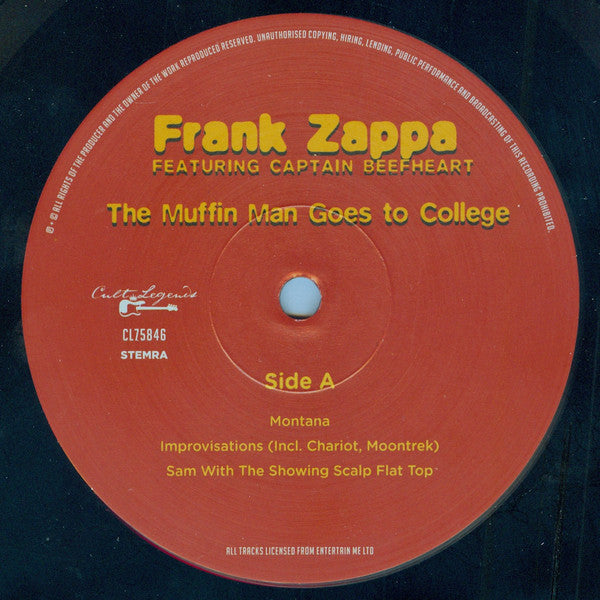 ℗ + © ALL RIGHTS OF THE PRODUCER AND THE OWNER OF THE WORK REPRODUCED RESERVED. UNAUTHORISED COPYING, HIRING, LENDING, PUBLIC PERFORMANCE AND BROADCASTING OF THIS RECORDING PROHIBITED.
Frank Zappa
FEATURING CAPTAIN BEEFHEART
The Muffin Man Goes to College
Cult Legends
CL75846
STEMRA
Side A
Montana
Improvisations (Incl. Chariot, Moontrek)
Sam With The Showing Scalp Flat Top
ALL TRACKS LICENSED FROM ENTERTAIN ME LTD